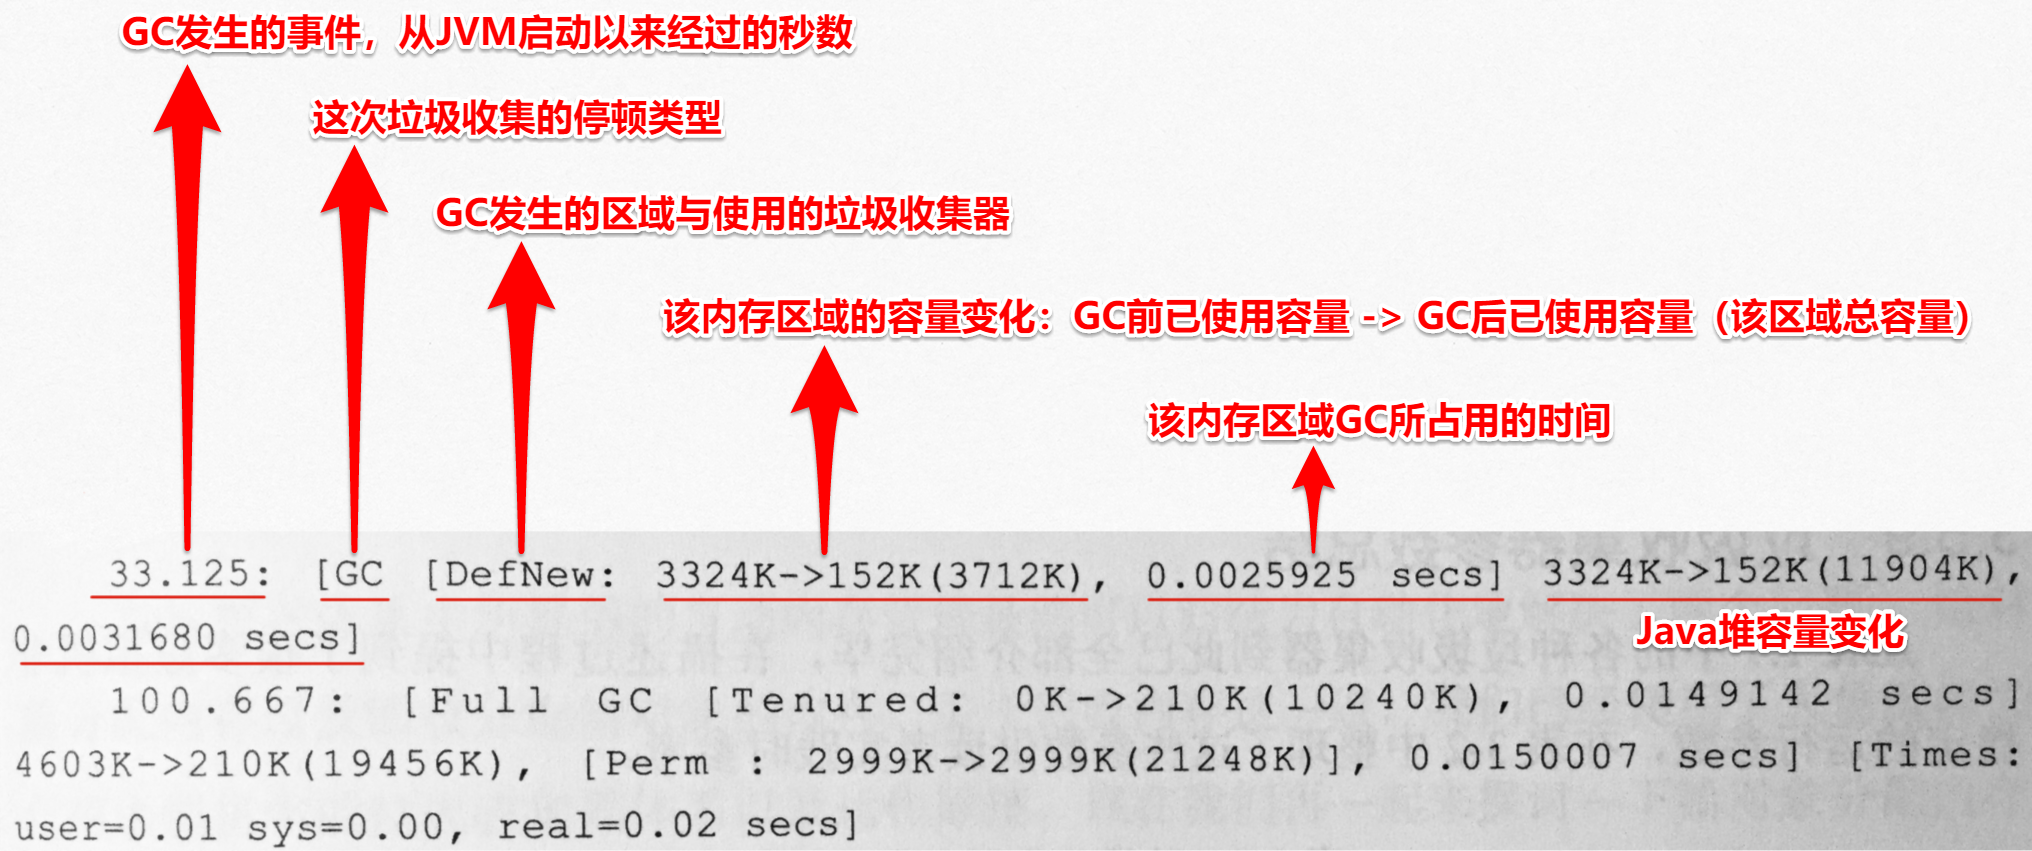 GC发生的事件，从JVM启动以来经过的秒数
这次垃圾收集的停顿类型
GC发生的区域与使用的垃圾收集器
该内存区域的容量变化：GC前已使用容量 -> GC后已使用容量（该区域总容量）
该内存区域GC所占用的时间
33.125: [GC [DefNew: 3324K->152K(3712K), 0.0025925 secs] 3324K->152K(11904K),
Java堆容量变化
0.0031680 secs]
100.667: [Full GC [Tenured: 0K->210K(10240K), 0.0149142 secs]
4603K->210K(19456K), [Perm : 2999K->2999K(21248K)], 0.0150007 secs] [Times:
user=0.01 sys=0.00, real=0.02 secs]